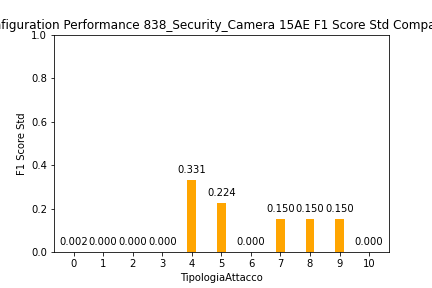 figuration Performance 838_Security_Camera 15AE F1 Score Std Compa
1.0
0.8
0.6
0.4
0.2
0.0
F1 Score Std
0.002 0.000 0.000 0.000 0.331 0.224 0.000 0.150 0.150 0.150 0.000
0 1 2 3 4 5 6 7 8 9 10
TipologiaAttacco